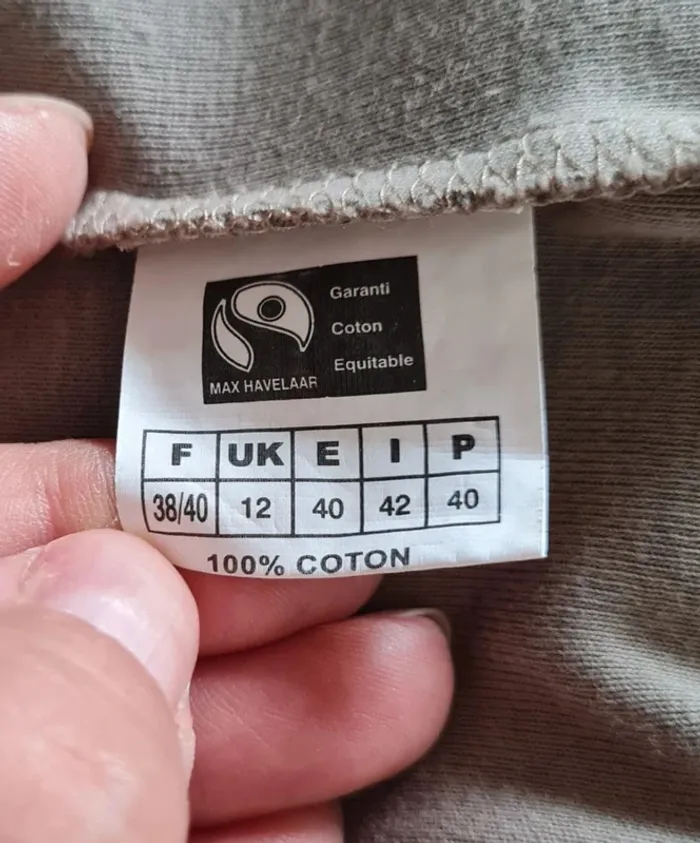 Garanti
Coton
Equitable
MAX HAVELAAR
F UK E I P
38/40 12 40 42 40
100% COTON